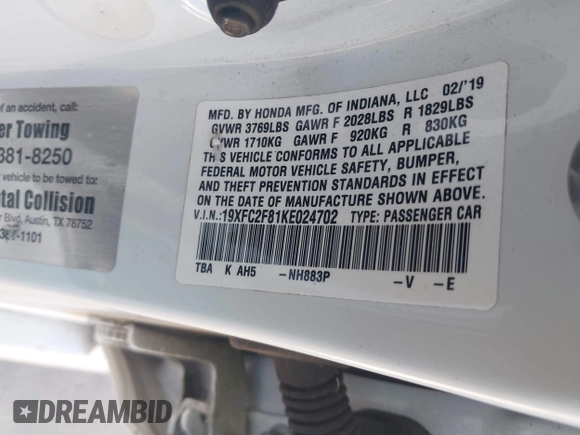 of an accident, call:
er Towing
381-8250
vehicle to be towed to:
tal Collision
r Blvd, Austin, TX 78752
-1101
MFD. BY HONDA MFG. OF INDIANA, LLC 02/'19
GVWR 3769LBS GAWR F 2028LBS R 1829LBS
GVWR 1710KG GAWR F 920KG R 830KG
THIS VEHICLE CONFORMS TO ALL APPLICABLE
FEDERAL MOTOR VEHICLE SAFETY, BUMPER,
AND THEFT PREVENTION STANDARDS IN EFFECT
ON THE DATE OF MANUFACTURE SHOWN ABOVE.
V.I.N.:19XFC2F81KE024702 TYPE: PASSENGER CAR
TBA K AH5 -NH883P -V -E
DREAMBID